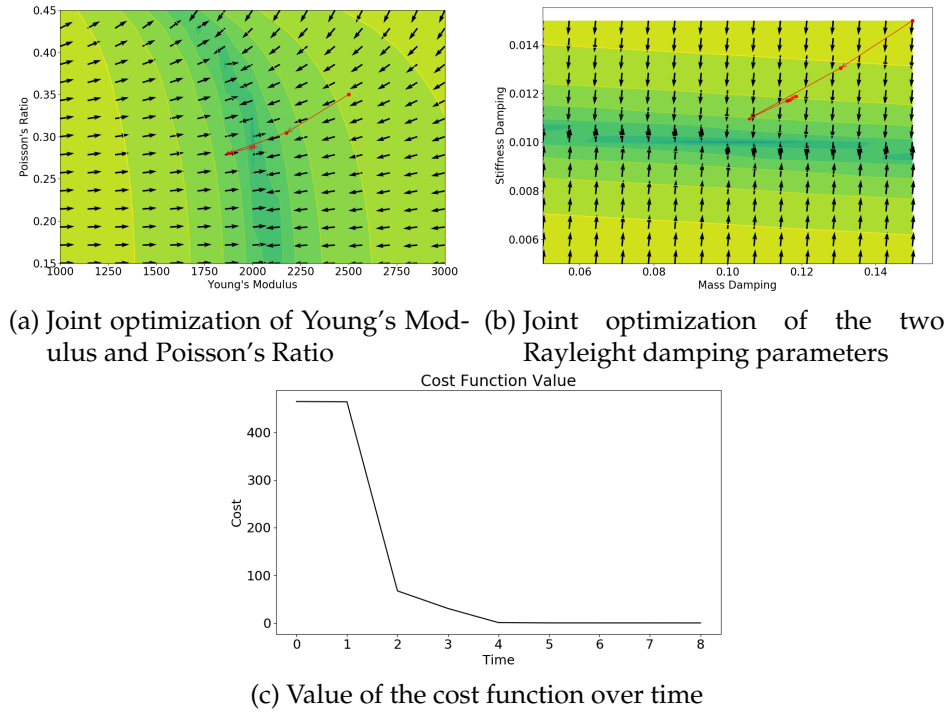 0.45
0.40
0.35
0.30
0.25
0.20
0.15
Poisson's Ratio
1000 1250 1500 1750 2000 2250 2500 2750 3000
Young's Modulus
0.014
0.012
0.010
0.008
0.006
Stiffness Damping
0.06 0.08 0.10 0.12 0.14
Mass Damping
(a) Joint optimization of Young's Mod-
ulus and Poisson's Ratio
(b) Joint optimization of the two
Rayleight damping parameters
Cost Function Value
400
300
200
100
0
Cost
0 1 2 3 4 5 6 7 8
Time
(c) Value of the cost function over time